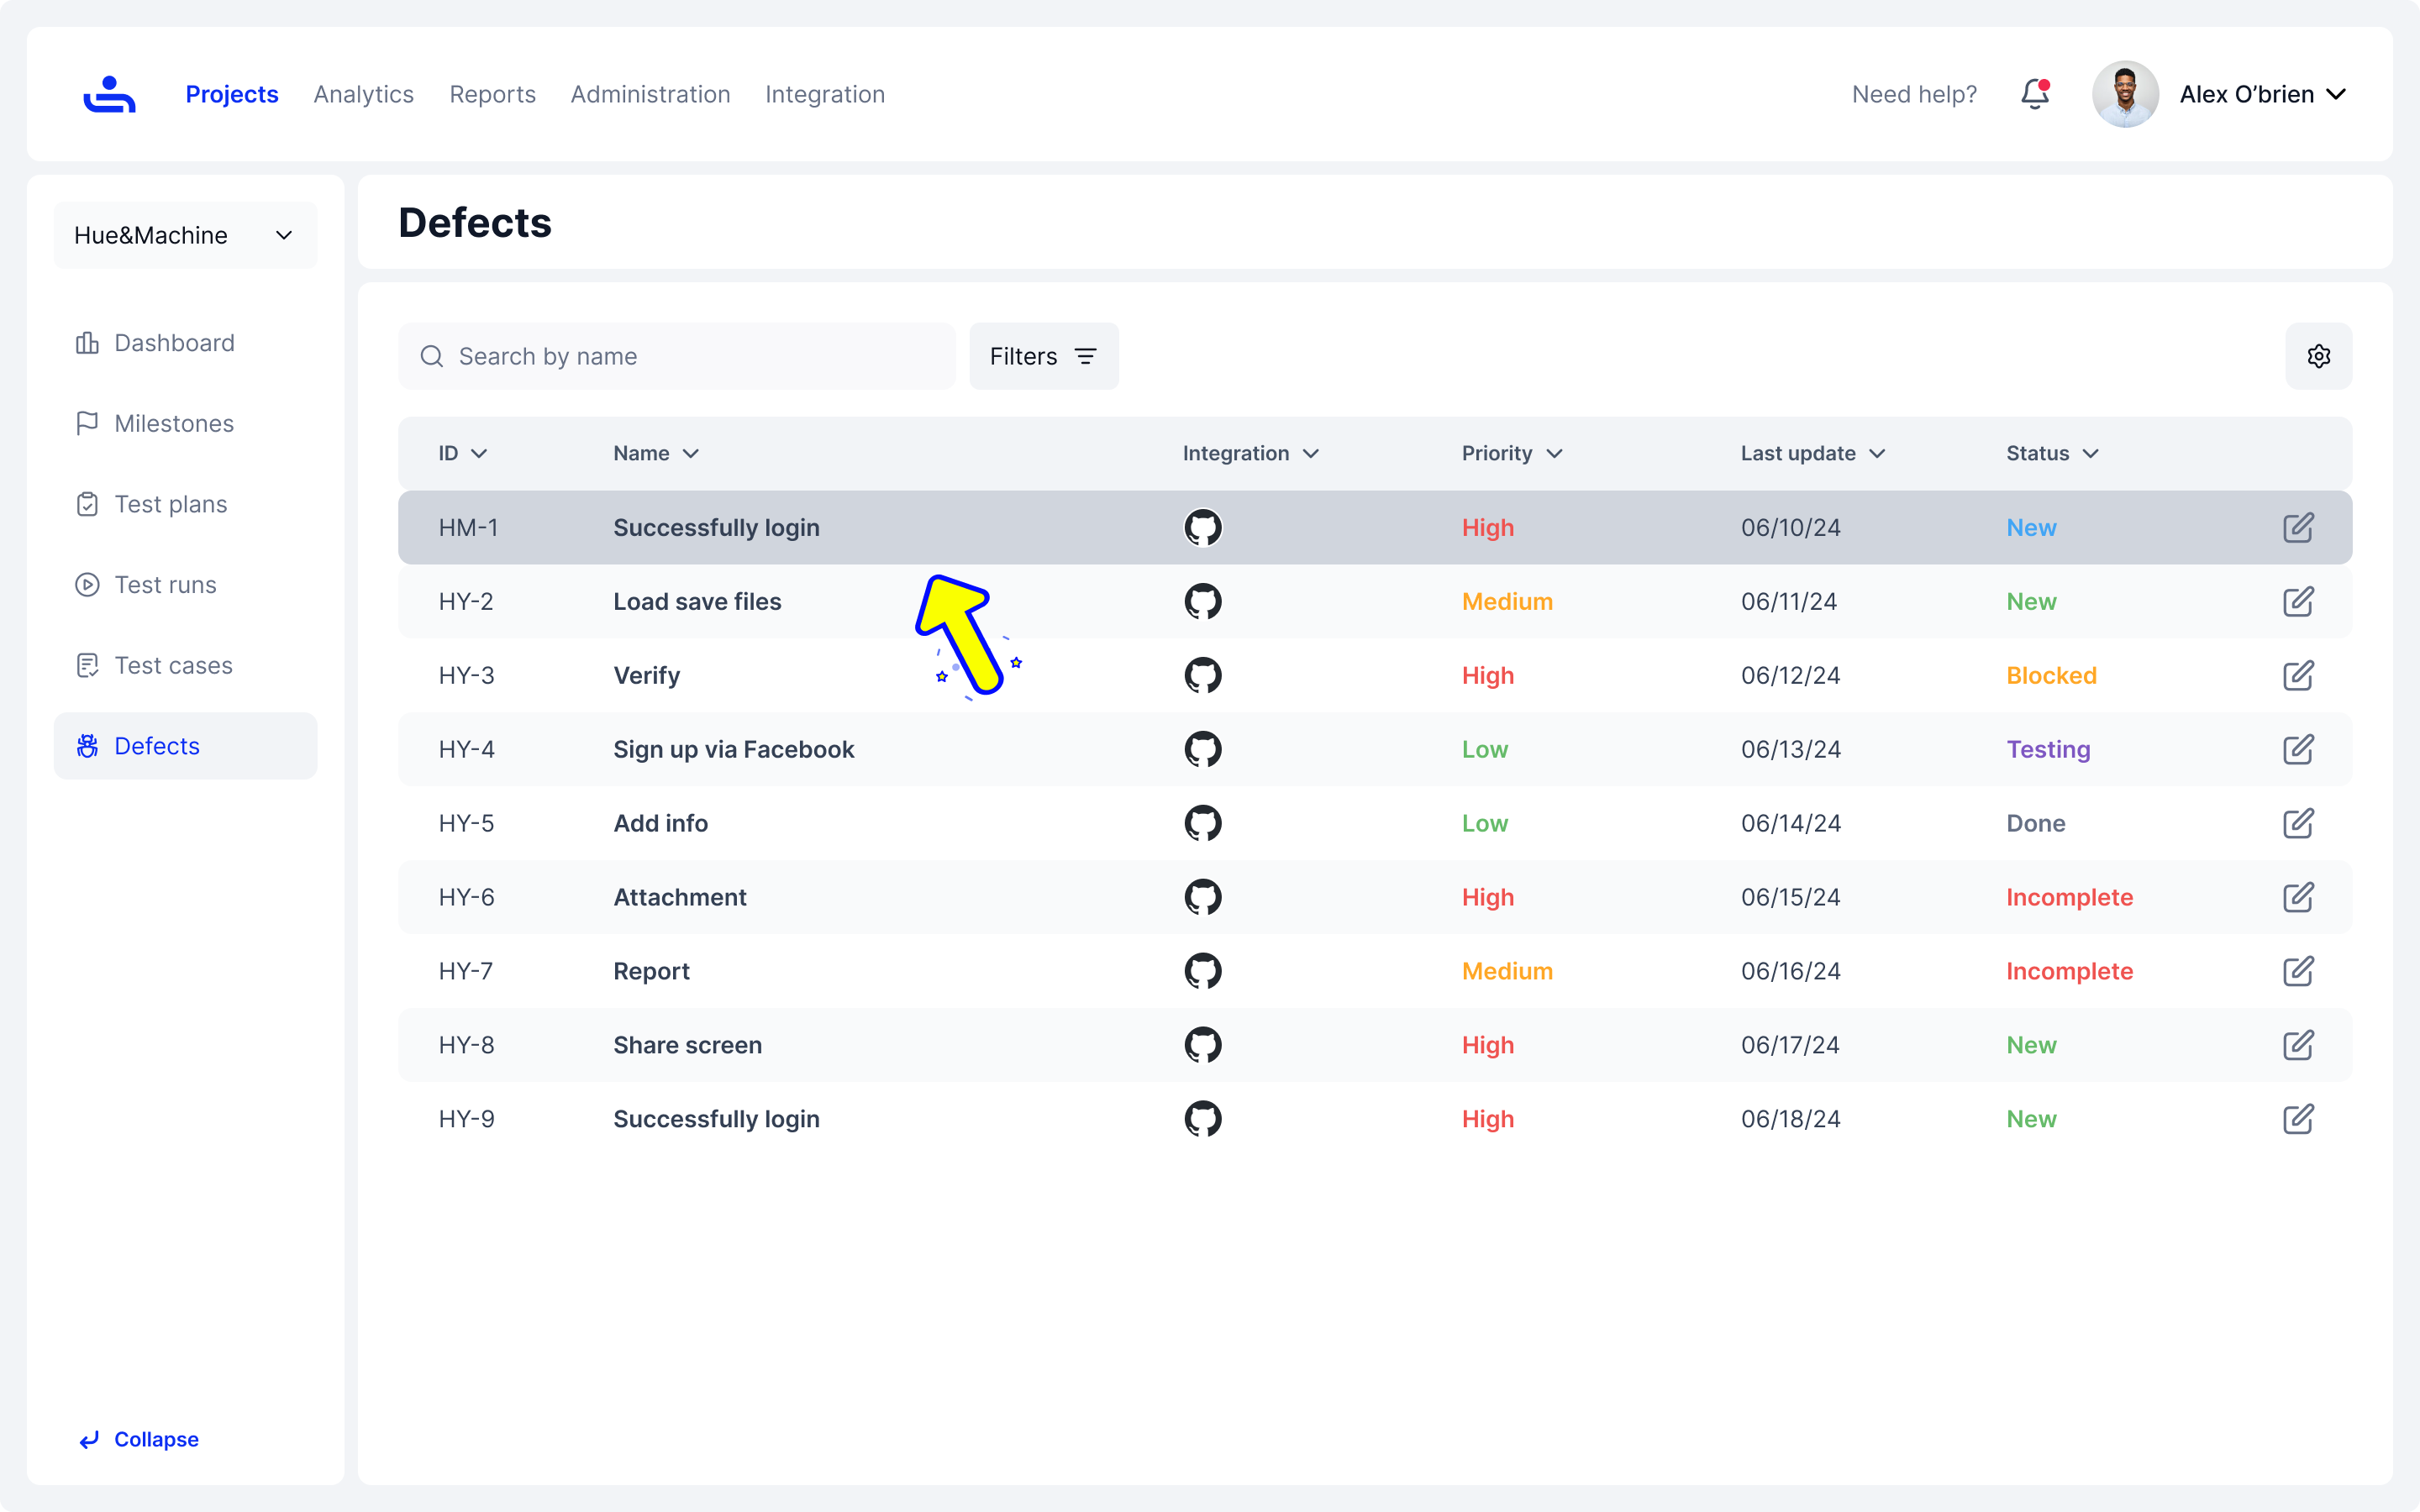 Projects Analytics Reports Administration Integration Need help? Alex O’brien
Hue&Machine
Defects
Dashboard
Milestones
Test plans
Test runs
Test cases
Defects
Collapse
Search by name Filters
ID Name Integration Priority Last update Status
HM-1 Successfully login High 06/10/24 New
HY-2 Load save files Medium 06/11/24 New
HY-3 Verify High 06/12/24 Blocked
HY-4 Sign up via Facebook Low 06/13/24 Testing
HY-5 Add info Low 06/14/24 Done
HY-6 Attachment High 06/15/24 Incomplete
HY-7 Report Medium 06/16/24 Incomplete
HY-8 Share screen High 06/17/24 New
HY-9 Successfully login High 06/18/24 New